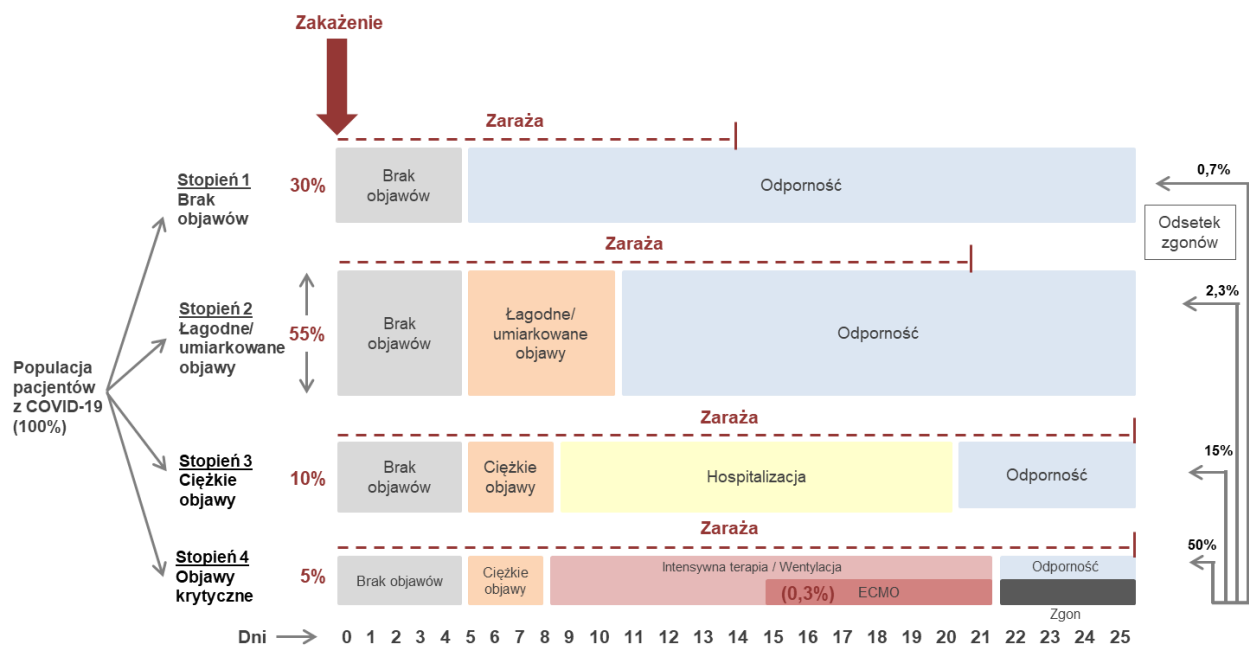 Zakażenie
Zaraża
Stopień 1
Brak
objawów
30%
Brak
objawów
Odporność
0,7%
Odsetek
zgonów
Zaraża
Stopień 2
Łagodne/
umiarkowane
objawy
55%
Brak
objawów
Łagodne/
umiarkowane
objawy
Odporność
2,3%
Populacja
pacjentów
z COVID-19
(100%)
Zaraża
Stopień 3
Ciężkie
objawy
10%
Brak
objawów
Ciężkie
objawy
Hospitalizacja
Odporność
15%
Zaraża
Stopień 4
Objawy
krytyczne
5%
Brak objawów
Ciężkie
objawy
Intensywna terapia / Wentylacja
(0,3%) ECMO
Odporność
Zgon
50%
Dni 0 1 2 3 4 5 6 7 8 9 10 11 12 13 14 15 16 17 18 19 20 21 22 23 24 25